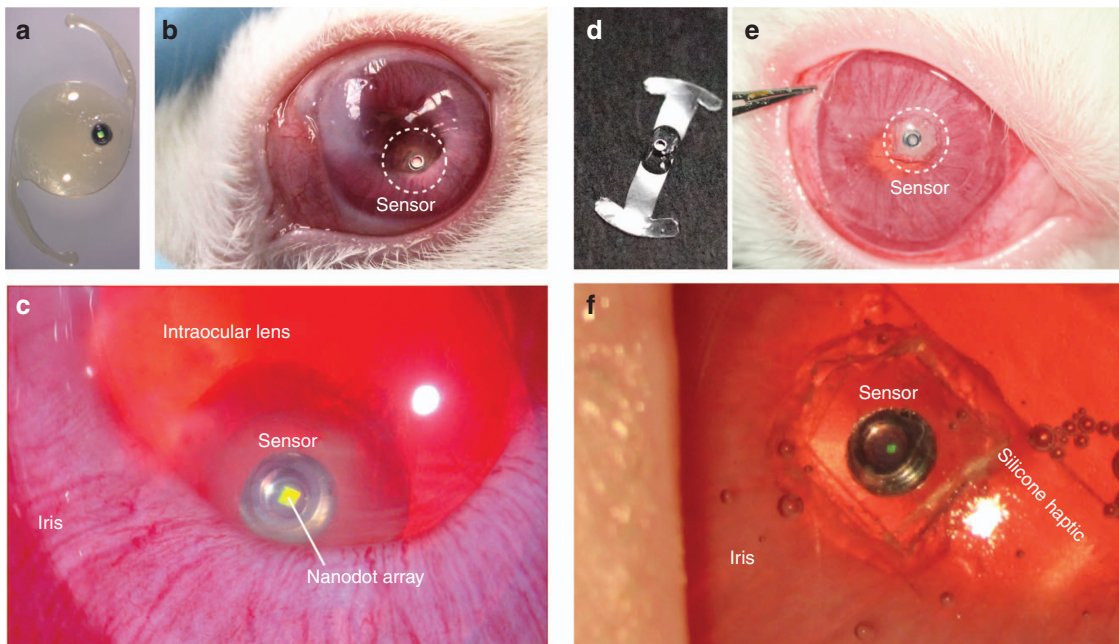 a
b
Sensor
c
Intraocular lens
Sensor
Iris
Nanodot array
d
e
Sensor
f
Sensor
Silicone haptic
Iris